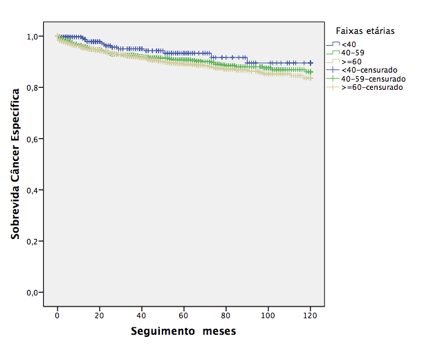 Faixas etárias
<40
40-59
>=60
<40-censurado
40-59-censurado
>=60-censurado
Sobrevida Câncer Específica
1,0
0,8
0,6
0,4
0,2
0,0
0 20 40 60 80 100 120
Seguimento meses